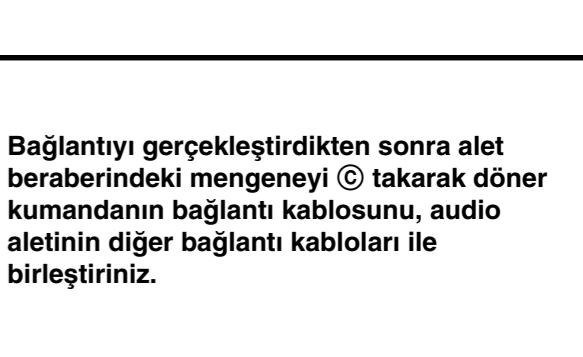 Bağlantıyı gerçekleştirdikten sonra alet
beraberindeki mengeneyi ⓒ takarak döner
kumandanın bağlantı kablosunu, audio
aletinin diğer bağlantı kabloları ile
birleştiriniz.